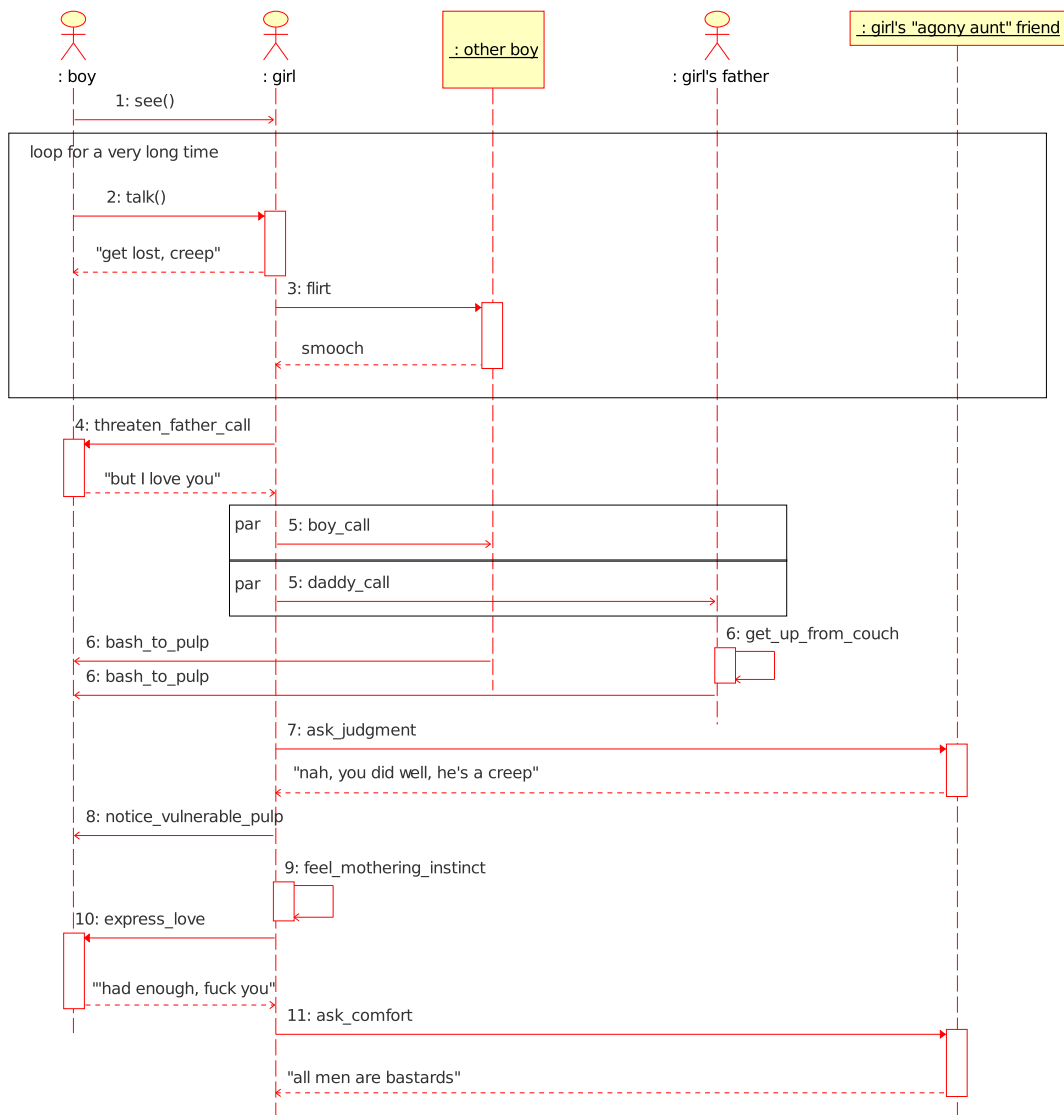 : girl's "agony aunt" friend
: other boy
: boy
: girl
: girl's father
1: see()
loop for a very long time
2: talk()
"get lost, creep"
3: flirt
smooch
4: threaten_father_call
"but I love you"
par
5: boy_call
par
5: daddy_call
6: get_up_from_couch
6: bash_to_pulp
6: bash_to_pulp
7: ask_judgment
"nah, you did well, he's a creep"
8: notice_vulnerable_pulp
9: feel_mothering_instinct
10: express_love
"'had enough, fuck you"
11: ask_comfort
"all men are bastards"